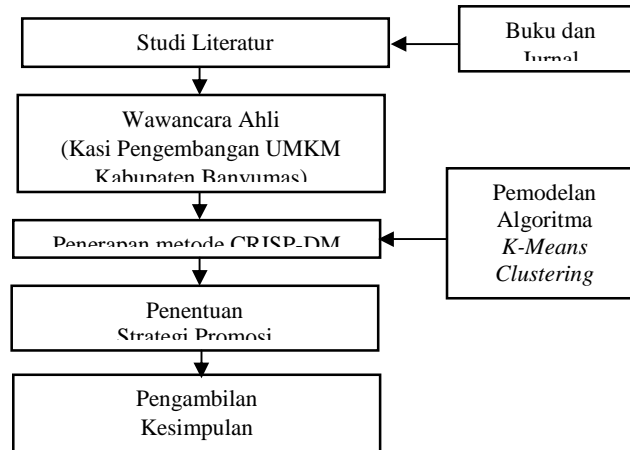 Studi Literatur
Buku dan
Jurnal
Wawancara Ahli
(Kasi Pengembangan UMKM
Kabupaten Banyumas)
Penerapan metode CRISP-DM
Pemodelan
Algoritma
K-Means
Clustering
Penentuan
Strategi Promosi
Pengambilan
Kesimpulan